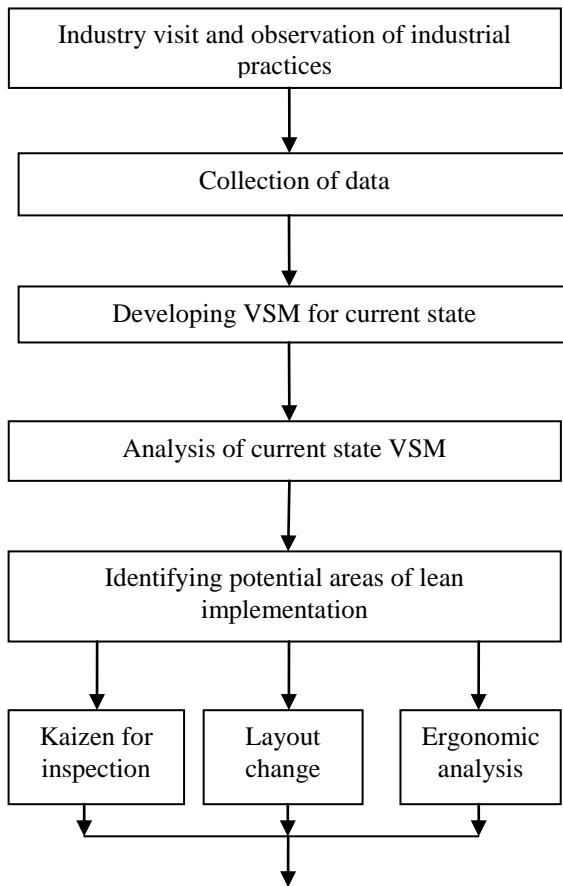 Industry visit and observation of industrial
practices
Collection of data
Developing VSM for current state
Analysis of current state VSM
Identifying potential areas of lean
implementation
Kaizen for
inspection
Layout
change
Ergonomic
analysis